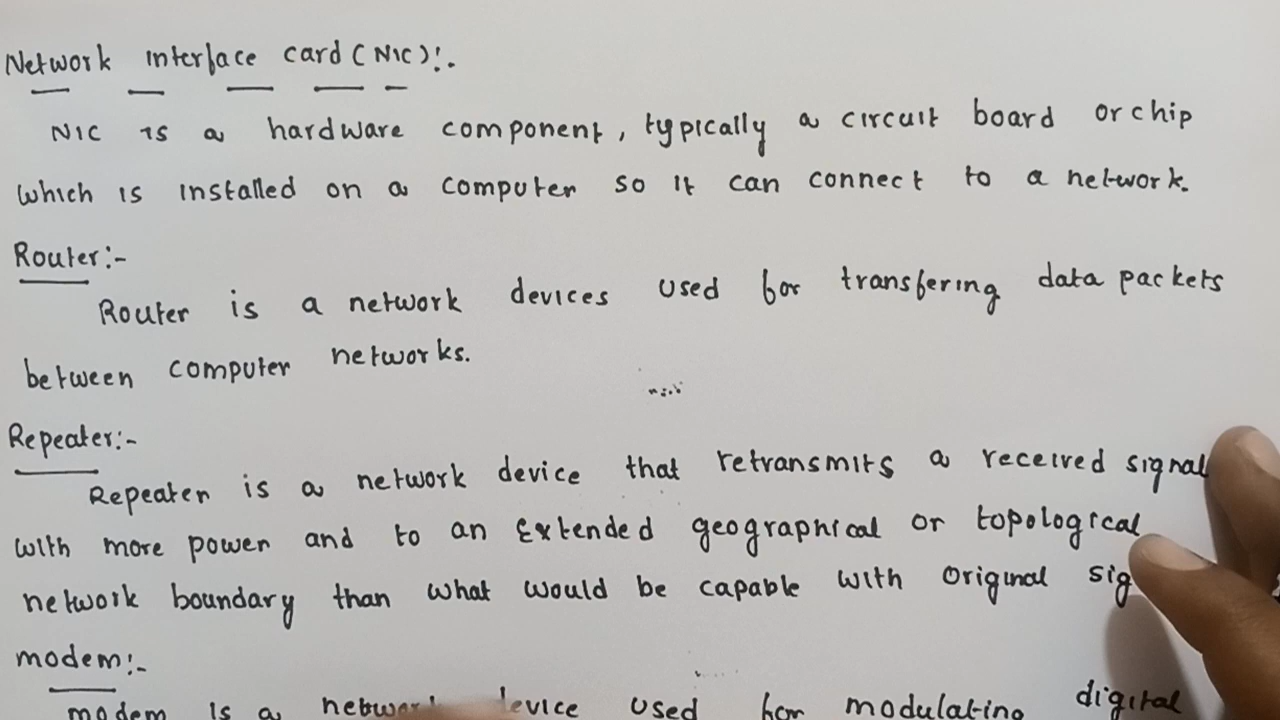 Network Interface card (NIC):-
NIC is a hardware component, typically a circuit board or chip
which is installed on a computer so it can connect to a network.
Router:-
Router is a network devices used for transfering data packets
between computer networks.
Repeater:-
Repeater is a network device that retransmits a received signal
with more power and to an extended geographical or topological
network boundary than what would be capable with original sig
modem:-
modem is a network device used for modulating digital